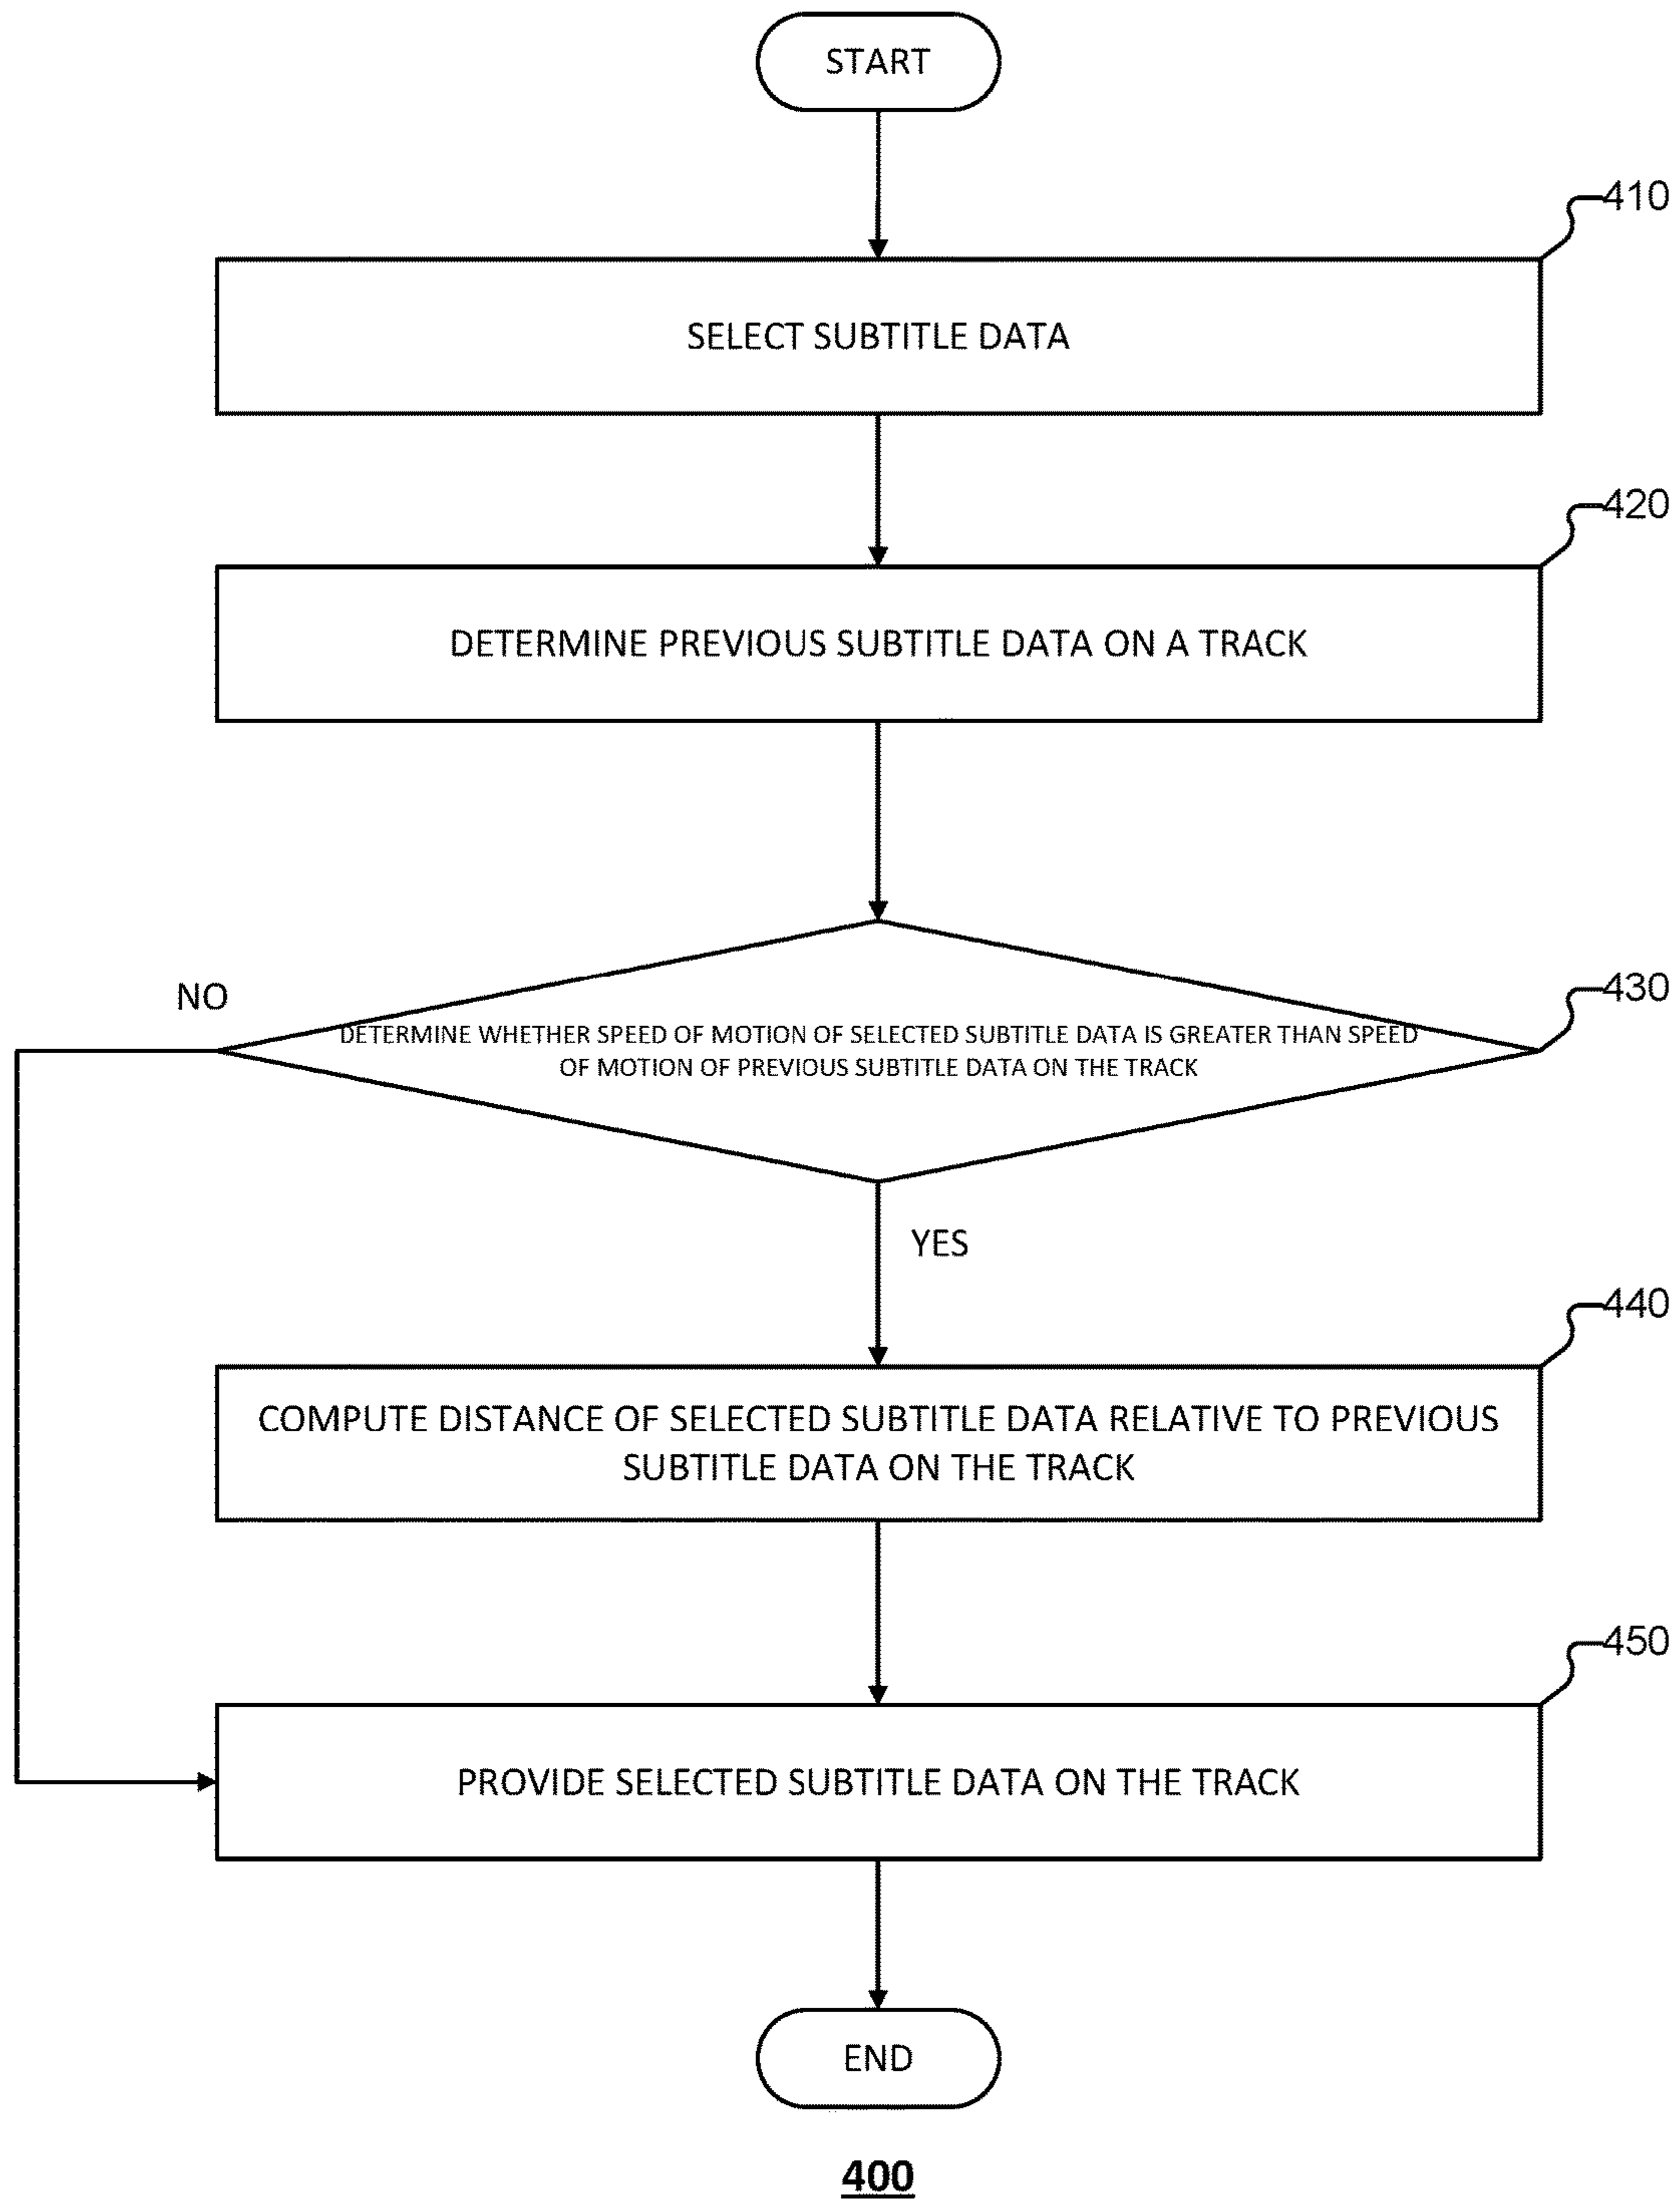 START
410
SELECT SUBTITLE DATA
420
DETERMINE PREVIOUS SUBTITLE DATA ON A TRACK
NO
430
DETERMINE WHETHER SPEED OF MOTION OF SELECTED SUBTITLE DATA IS GREATER THAN SPEED
OF MOTION OF PREVIOUS SUBTITLE DATA ON THE TRACK
YES
440
COMPUTE DISTANCE OF SELECTED SUBTITLE DATA RELATIVE TO PREVIOUS
SUBTITLE DATA ON THE TRACK
450
PROVIDE SELECTED SUBTITLE DATA ON THE TRACK
END
400